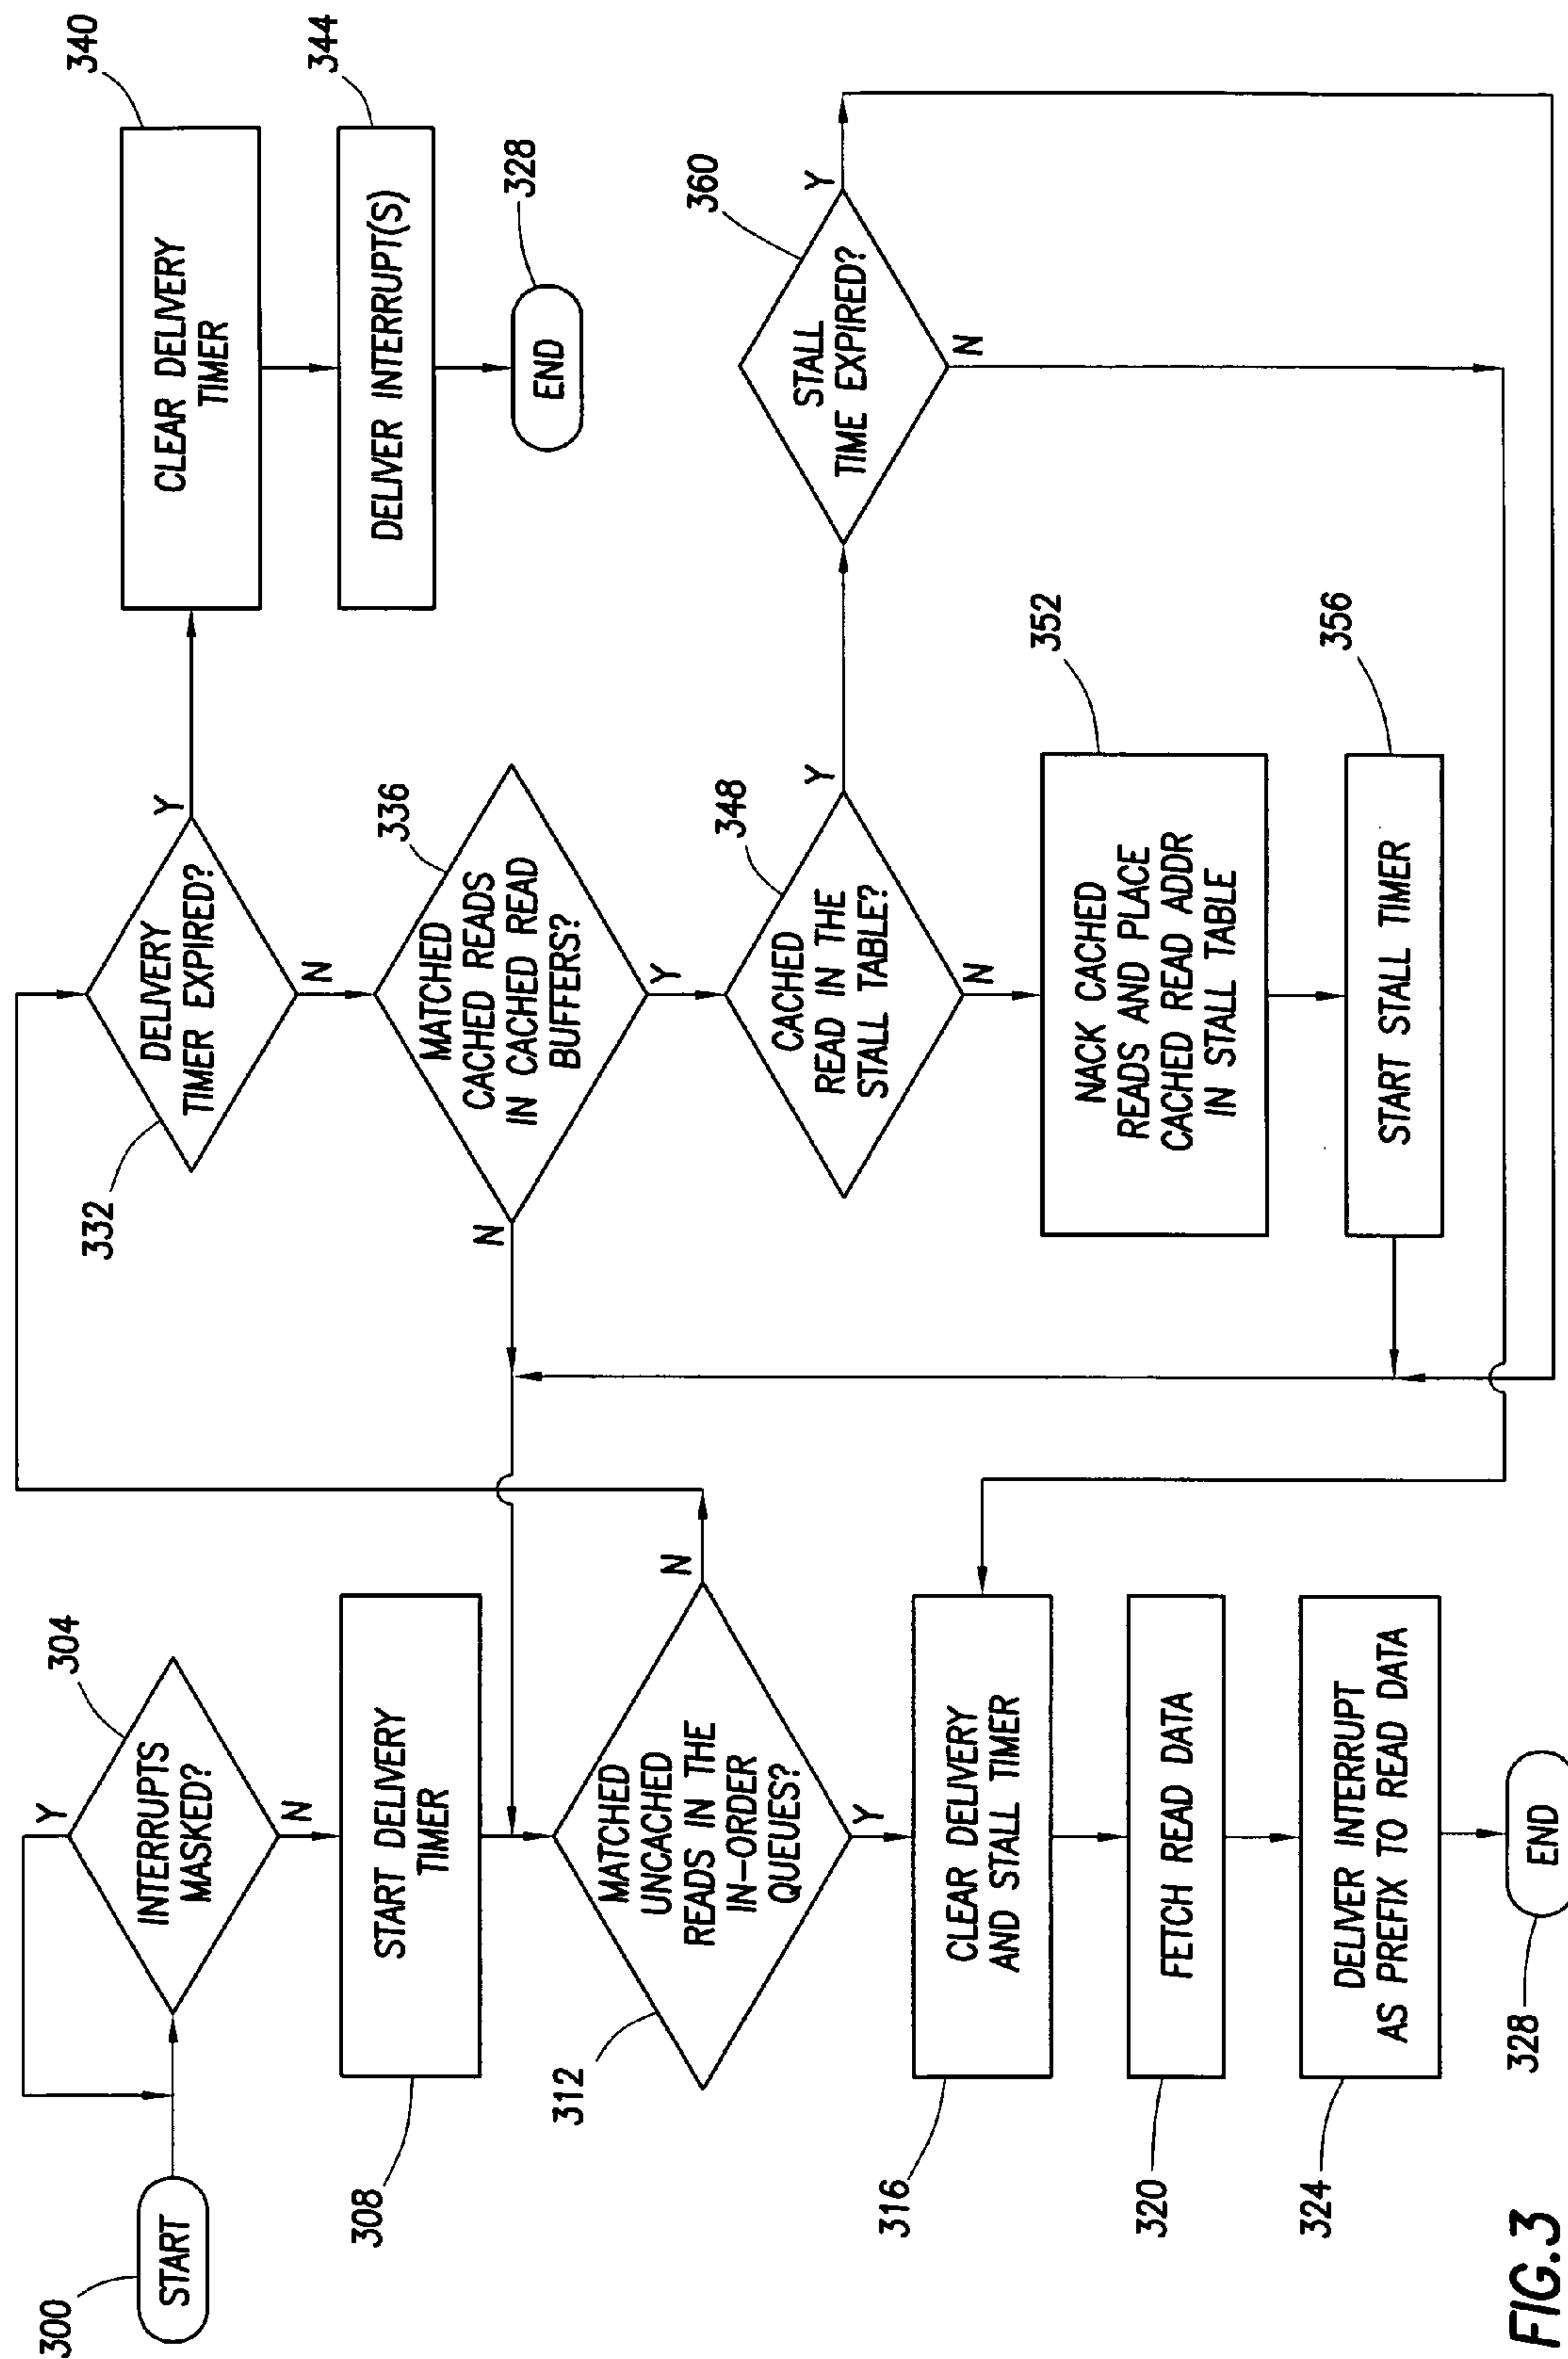 300
START
304
INTERRUPTS
MASKED?
Y
N
308
START DELIVERY
TIMER
312
MATCHED
UNCACHED
READS IN THE
IN-ORDER
QUEUES?
N
Y
316
CLEAR DELIVERY
AND STALL TIMER
320
FETCH READ DATA
324
DELIVER INTERRUPT
AS PREFIX TO READ DATA
328
END
332
DELIVERY
TIMER EXPIRED?
Y
N
336
MATCHED
CACHED READS
IN CACHED READ
BUFFERS?
N
Y
348
CACHED
READ IN THE
STALL TABLE?
Y
N
352
NACK CACHED
READS AND PLACE
CACHED READ ADDR
IN STALL TABLE
356
START STALL TIMER
340
CLEAR DELIVERY
TIMER
344
DELIVER INTERRUPT(S)
328
END
360
STALL
TIME EXPIRED?
Y
N
FIG.3